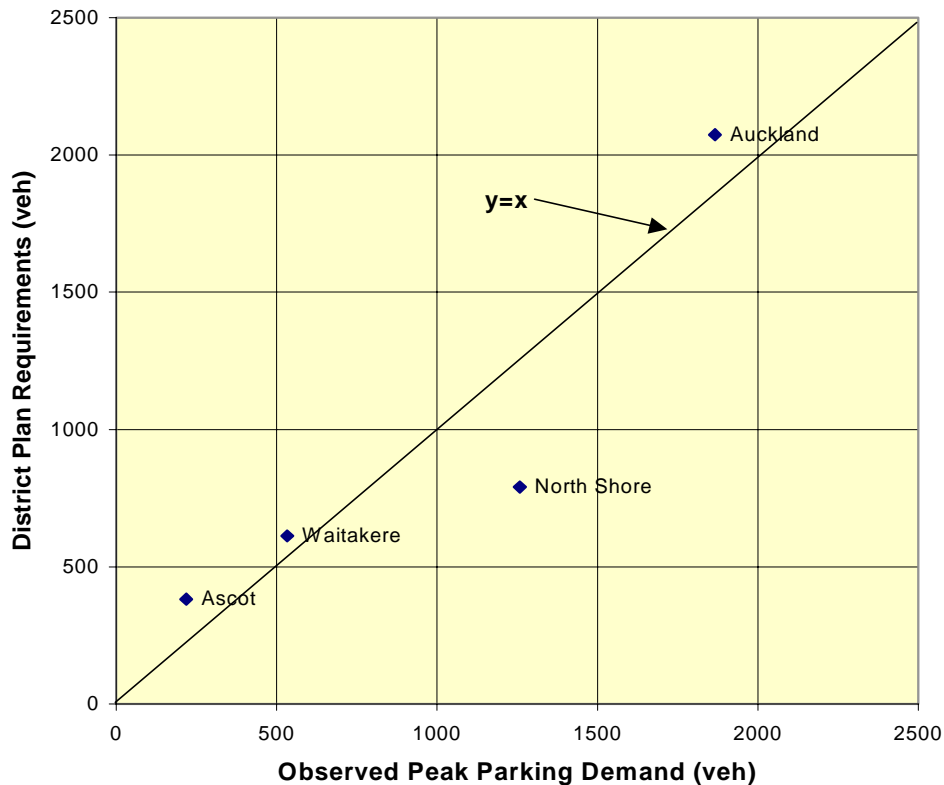 2500
2000
1500
1000
500
0
District Plan Requirements (veh)
Auckland
y=x
North Shore
Waitakere
Ascot
0 500 1000 1500 2000 2500
Observed Peak Parking Demand (veh)